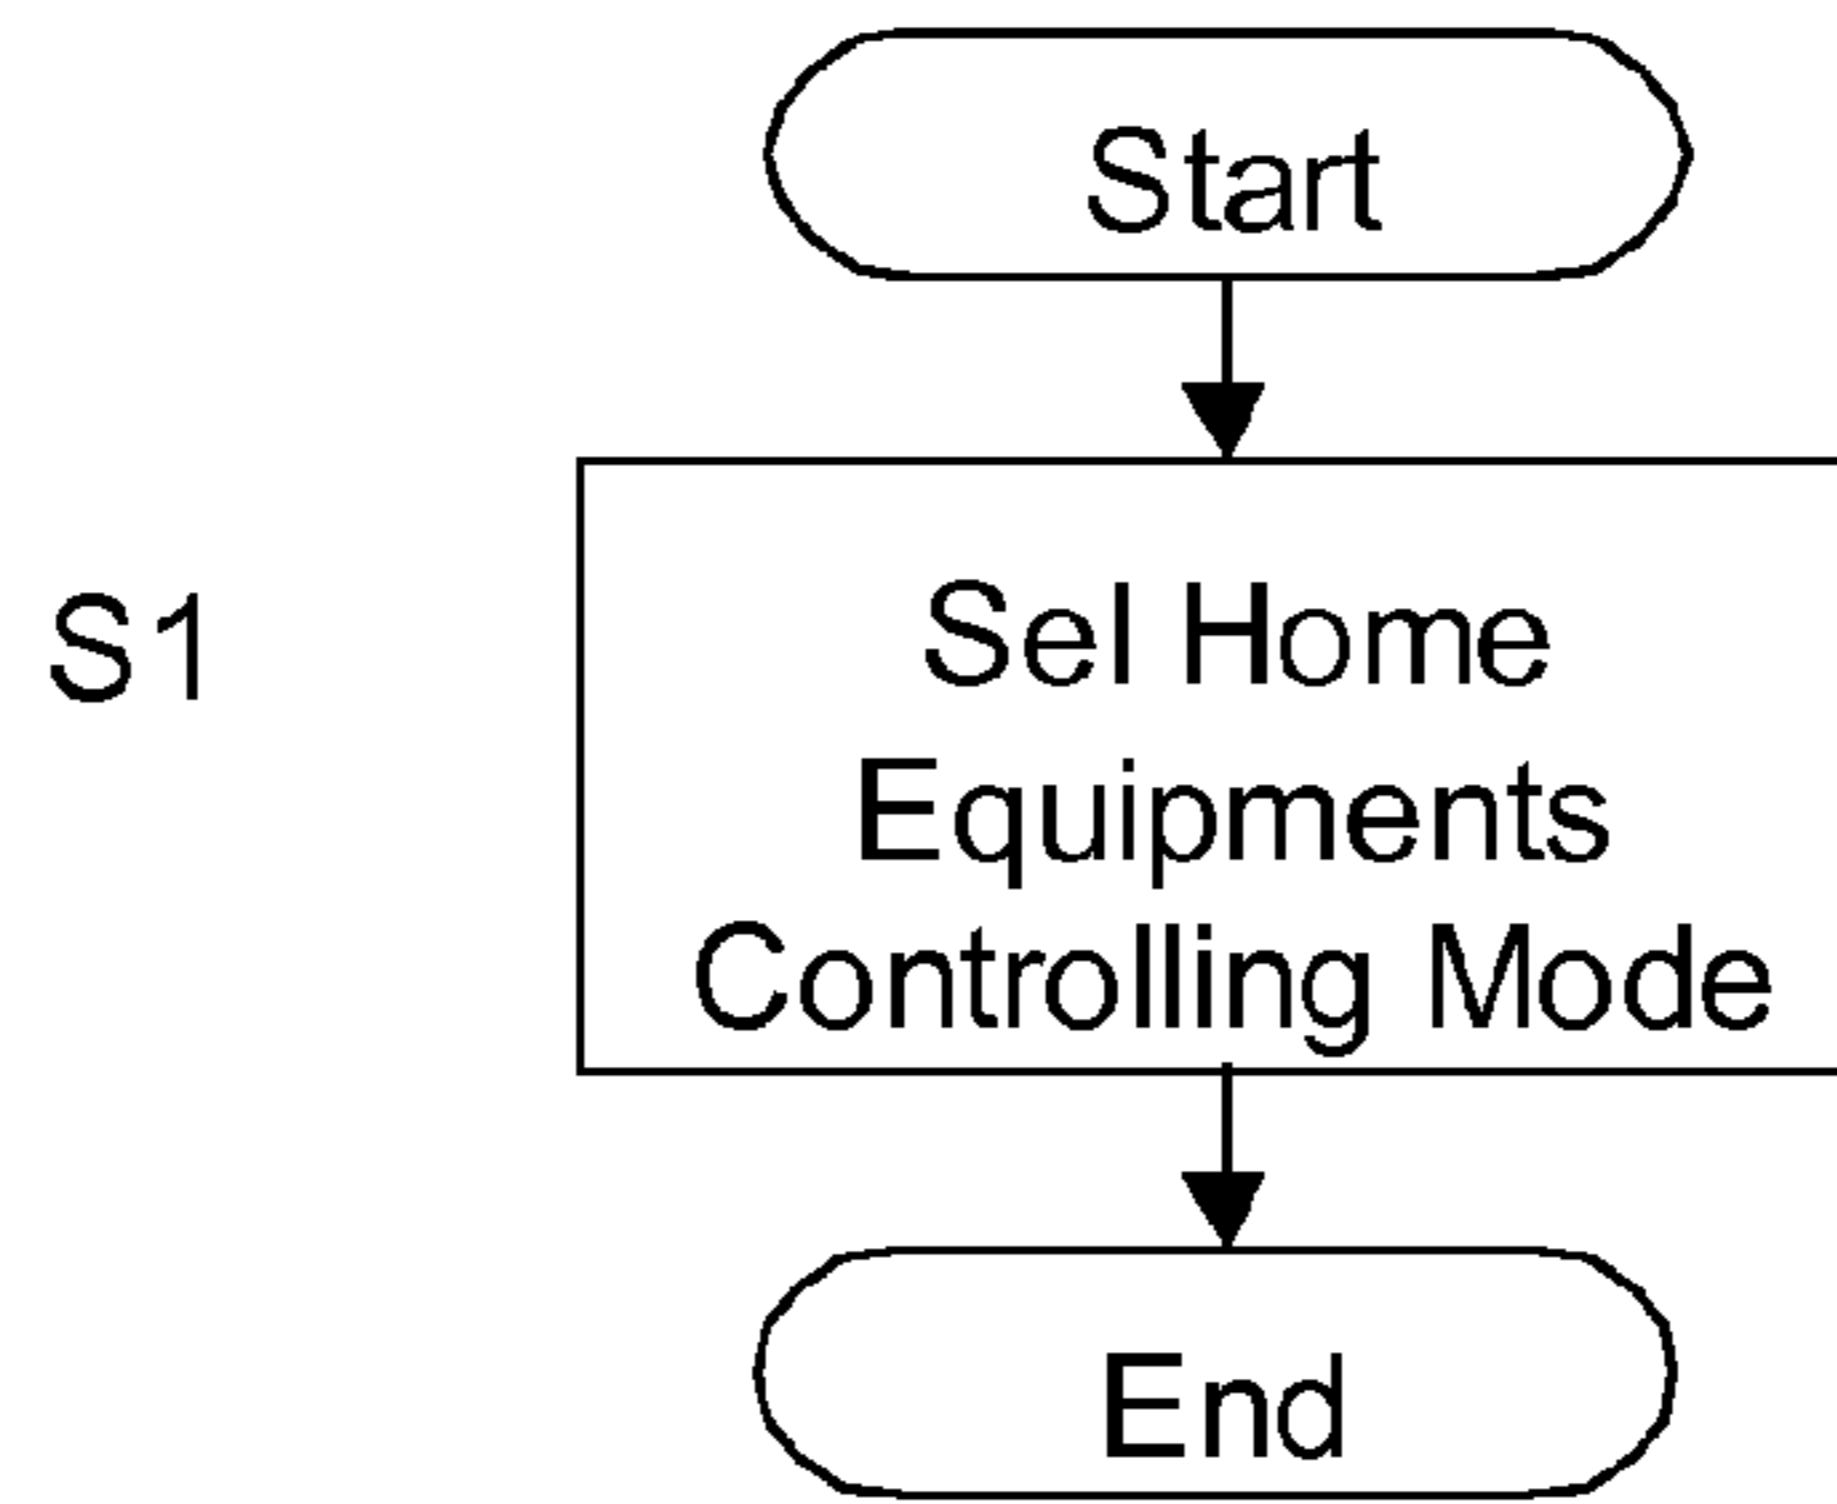 Start
S1
Sel Home
Equipments
Controlling Mode
End